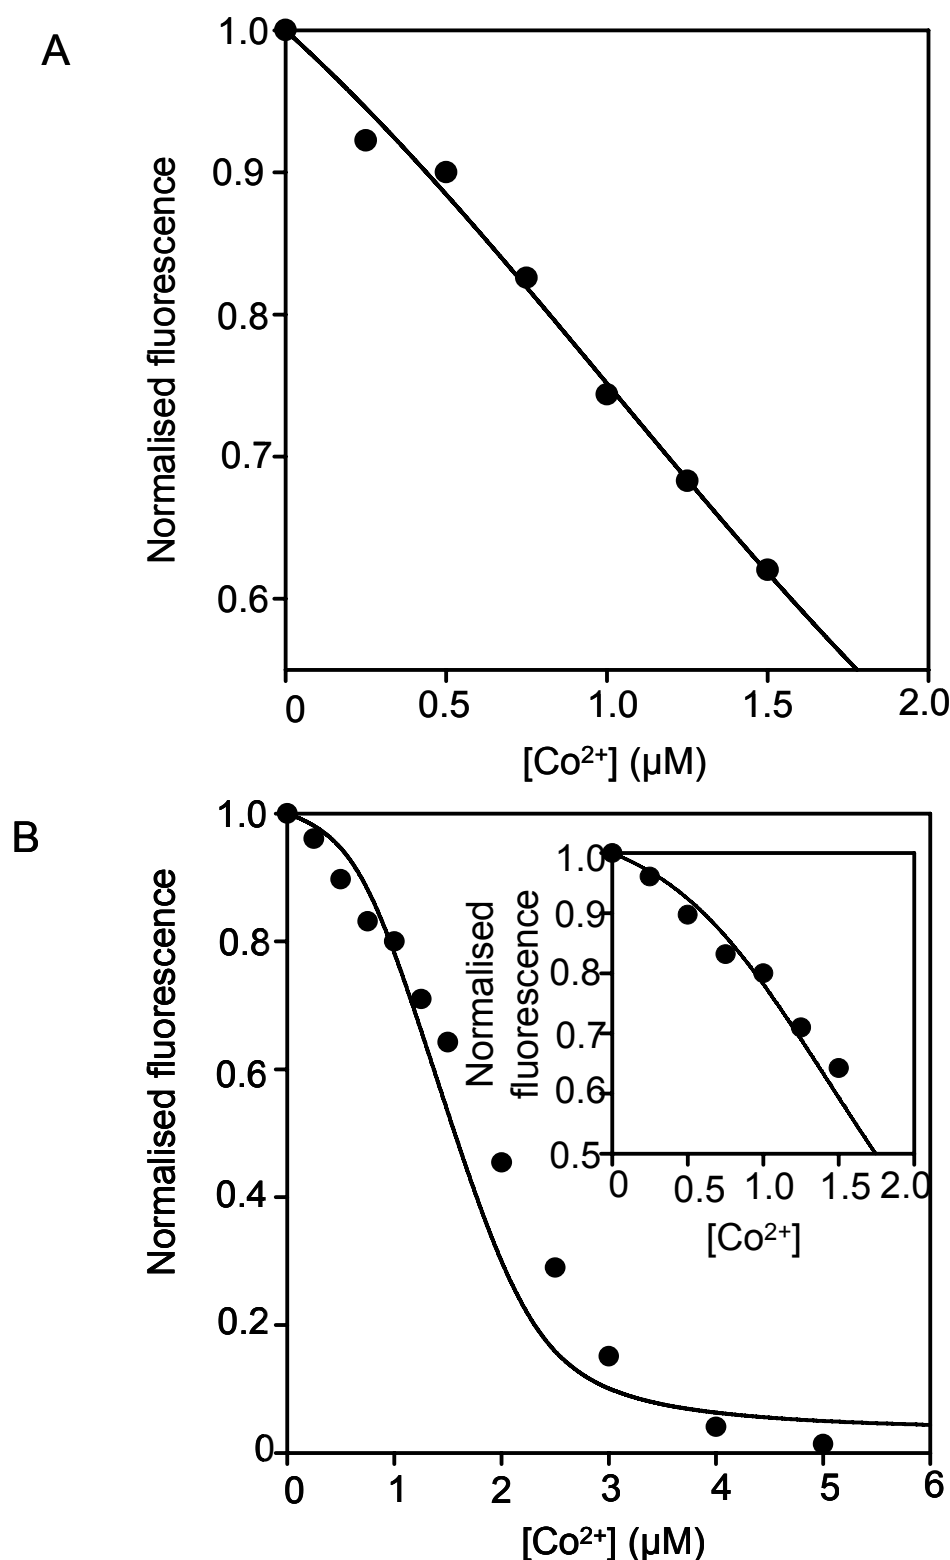 A
1.0
0.9
0.8
0.7
0.6
Normalised fluorescence
0 0.5 1.0 1.5 2.0
[Co²⁺] (µM)
B
1.0
0.8
0.6
0.4
0.2
0
Normalised fluorescence
0 1 2 3 4 5 6
[Co²⁺] (µM)
1.0
0.9
0.8
0.7
0.6
0.5
Normalised
fluorescence
0 0.5 1.0 1.5 2.0
[Co²⁺]